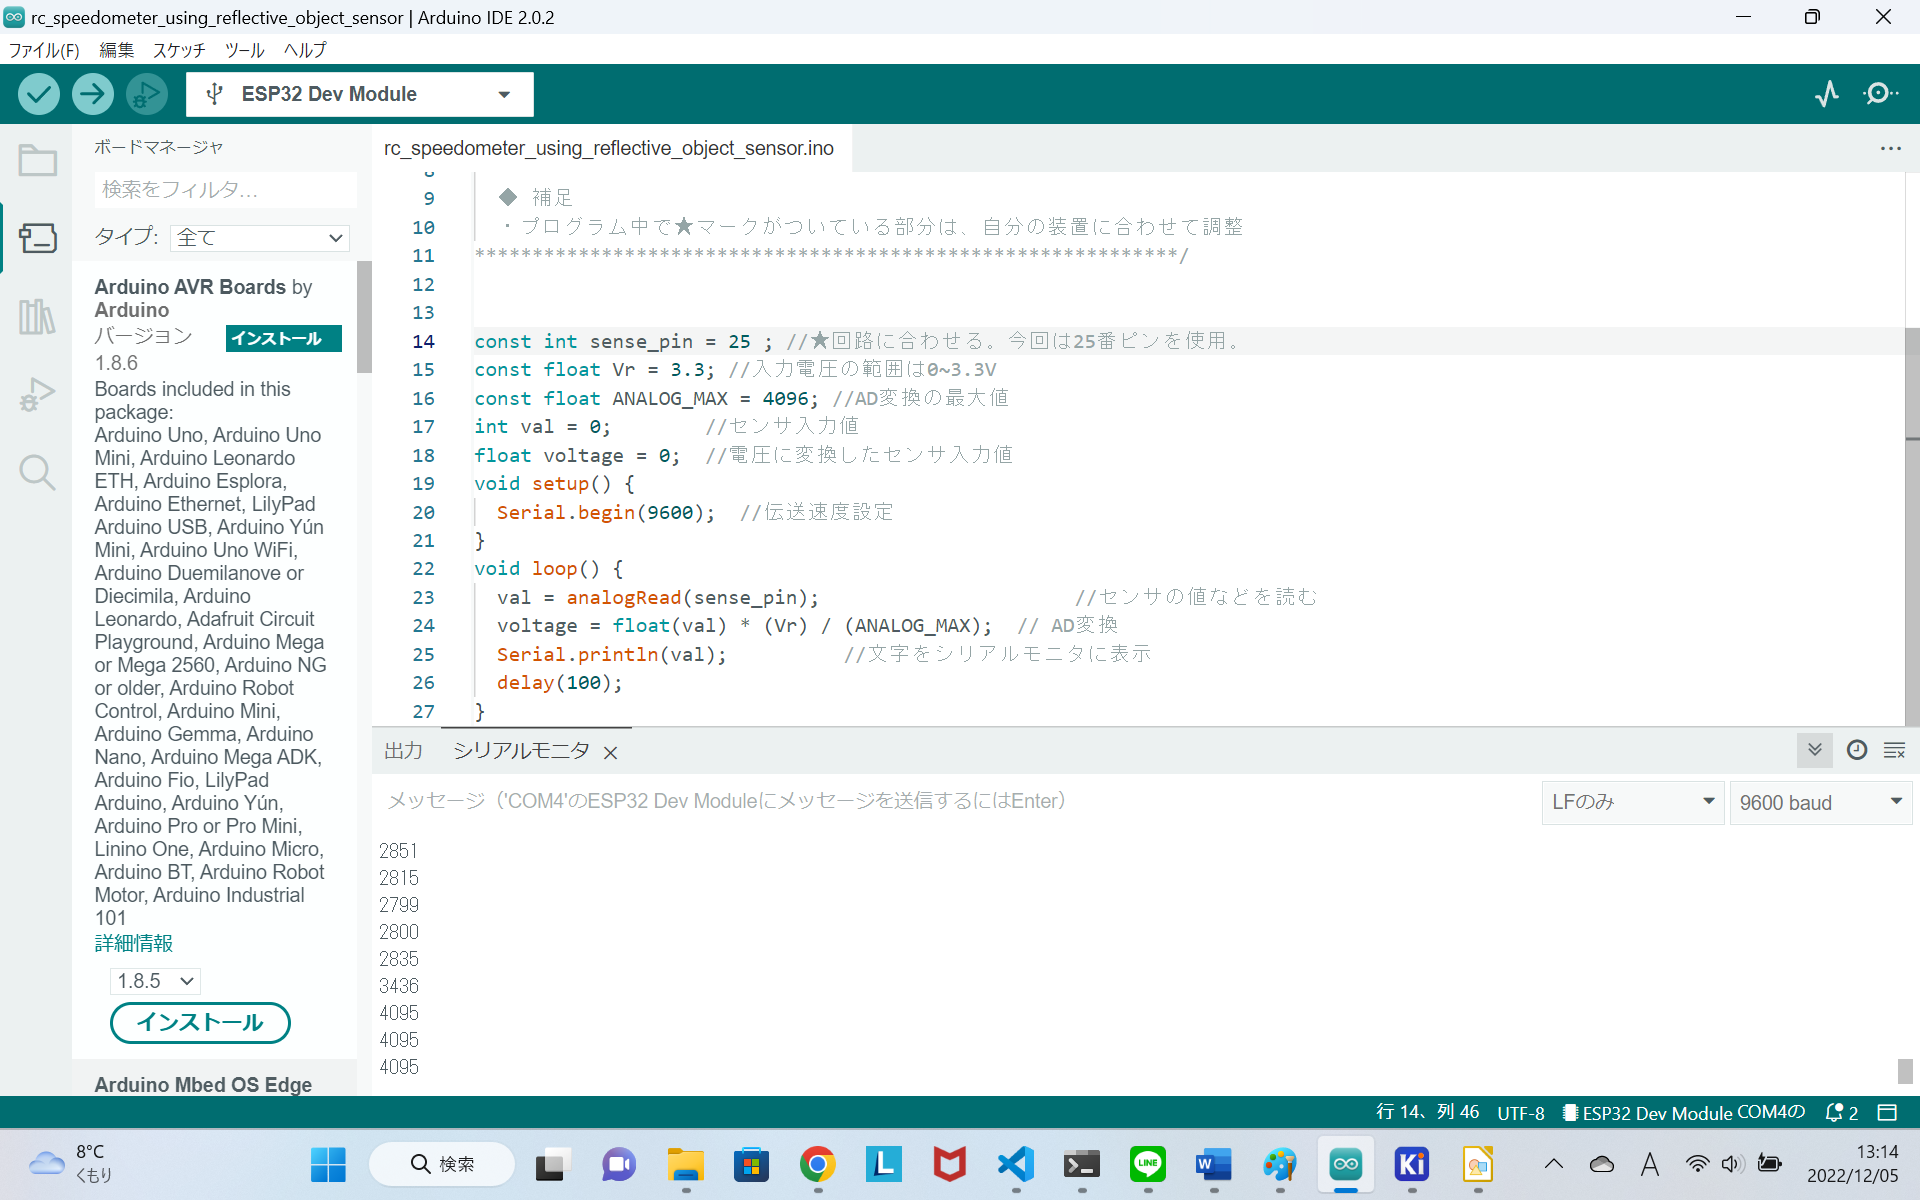 rc_speedometer_using_reflective_object_sensor | Arduino IDE 2.0.2
ファイル(F) 編集 スケッチ ツール ヘルプ
ESP32 Dev Module
ボードマネージャ
検索をフィルタ...
タイプ: 全て
Arduino AVR Boards by
Arduino
バージョン
1.8.6
インストール
Boards included in this
package:
Arduino Uno, Arduino Uno
Mini, Arduino Leonardo
ETH, Arduino Esplora,
Arduino Ethernet, LilyPad
Arduino USB, Arduino Yún
Mini, Arduino Uno WiFi,
Arduino Duemilanove or
Diecimila, Arduino
Leonardo, Adafruit Circuit
Playground, Arduino Mega
or Mega 2560, Arduino NG
or older, Arduino Robot
Control, Arduino Mini,
Arduino Gemma, Arduino
Nano, Arduino Mega ADK,
Arduino Fio, LilyPad
Arduino, Arduino Yún,
Arduino Pro or Pro Mini,
Linino One, Arduino Micro,
Arduino BT, Arduino Robot
Motor, Arduino Industrial
101
詳細情報
1.8.5
インストール
Arduino Mbed OS Edge
rc_speedometer_using_reflective_object_sensor.ino
9 ◆ 補足
10 ・プログラム中で★マークがついている部分は、自分の装置に合わせて調整
11 *************************************************************/
12
13
14 const int sense_pin = 25 ; //★回路に合わせる。今回は25番ピンを使用。
15 const float Vr = 3.3; //入力電圧の範囲は0~3.3V
16 const float ANALOG_MAX = 4096; //AD変換の最大値
17 int val = 0; //センサ入力値
18 float voltage = 0; //電圧に変換したセンサ入力値
19 void setup() {
20 Serial.begin(9600); //伝送速度設定
21 }
22 void loop() {
23 val = analogRead(sense_pin); //センサの値などを読む
24 voltage = float(val) * (Vr) / (ANALOG_MAX); // AD変換
25 Serial.println(val); //文字をシリアルモニタに表示
26 delay(100);
27 }
出力 シリアルモニタ
メッセージ（'COM4'のESP32 Dev Moduleにメッセージを送信するにはEnter）
LFのみ
9600 baud
2851
2815
2799
2800
2835
3436
4095
4095
4095
行 14、列 46 UTF-8 ESP32 Dev Module COM4の 2
8°C
くもり
検索
L
LINE
W
Ki
A
13:14
2022/12/05